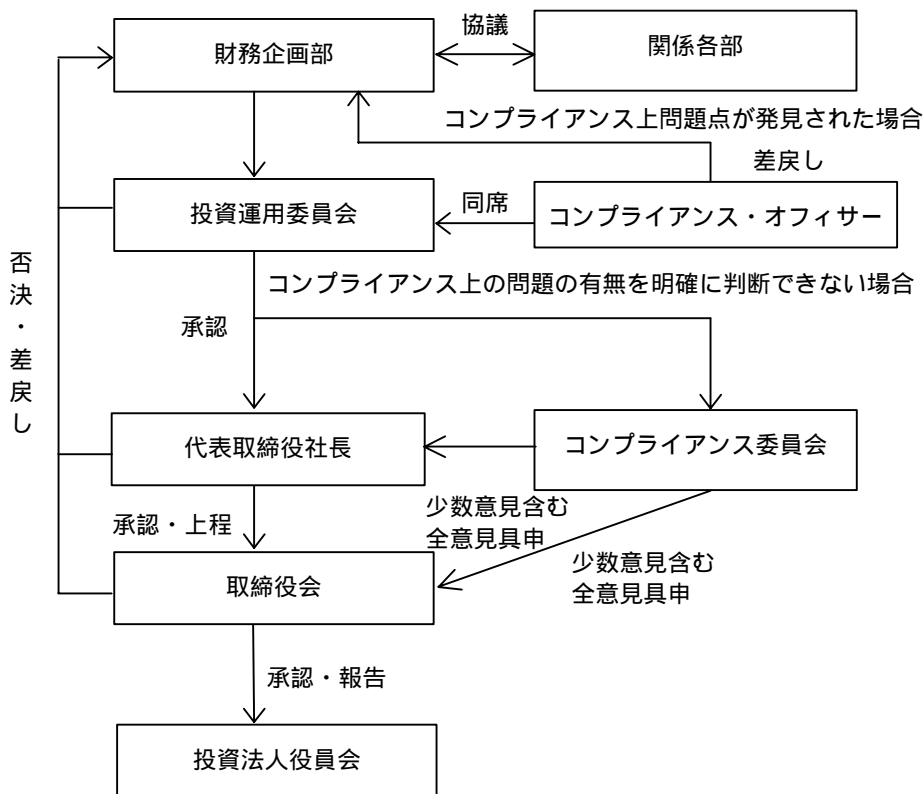 財務企画部
協議
関係各部
コンプライアンス上問題点が発見された場合
差戻し
投資運用委員会
同席
コンプライアンス・オフィサー
否決・差戻し
コンプライアンス上の問題の有無を明確に判断できない場合
承認
代表取締役社長
コンプライアンス委員会
承認・上程
少数意見含む
全意見具申
少数意見含む
全意見具申
取締役会
承認・報告
投資法人役員会